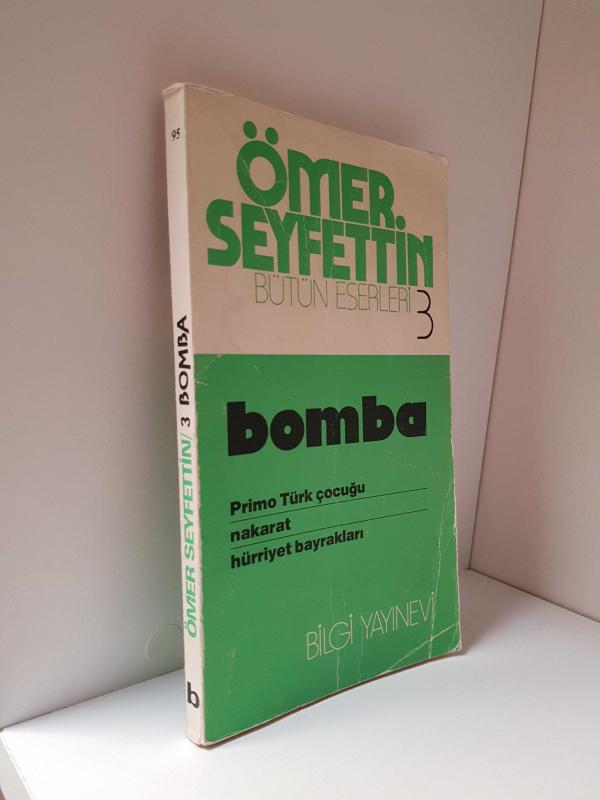 95
ÖMER SEYFETTİN/3 BOMBA
b
ÖMER
SEYFETTİN
BÜTÜN ESERLERİ 3
bomba
Primo Türk çocuğu
nakarat
hürriyet bayrakları
BİLGİ YAYINEVİ